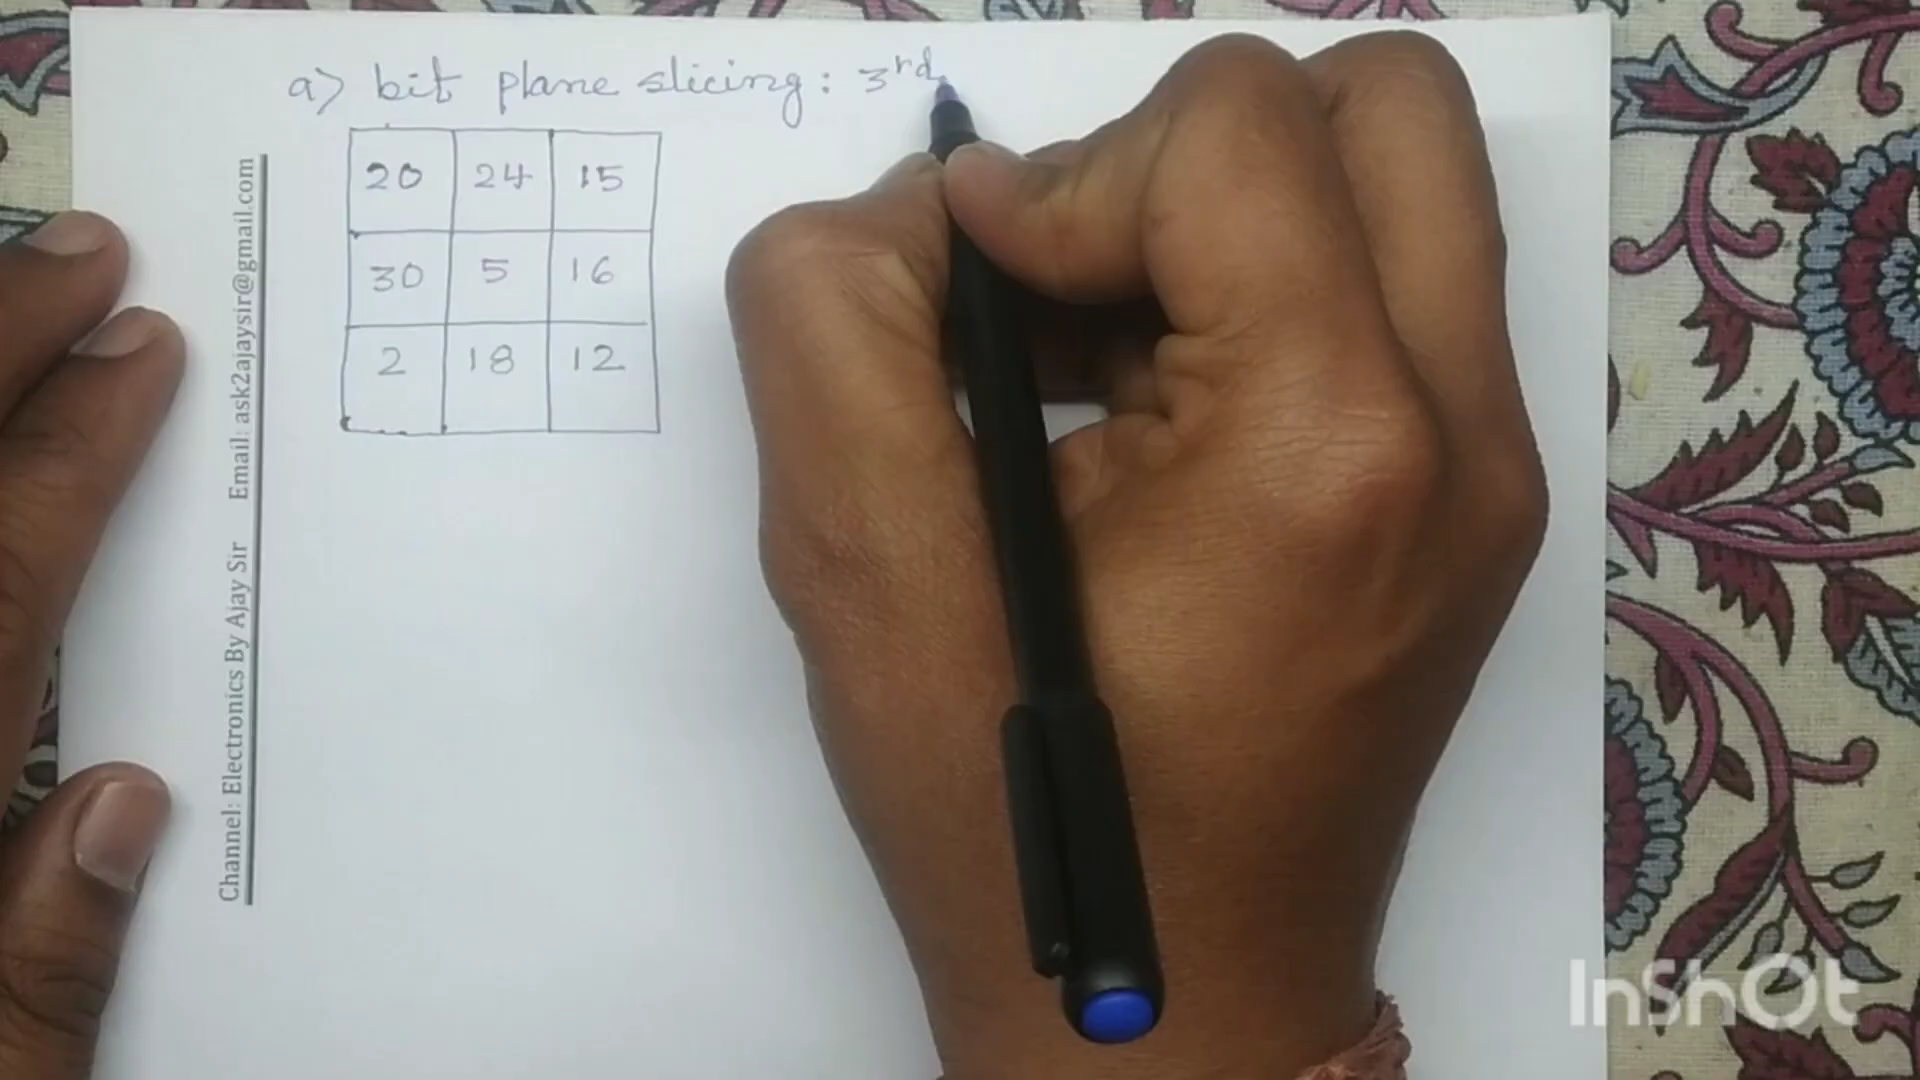 a) bit plane slicing: 3rd
20 24 15
30 5 16
2 18 12
Channel: Electronics By Ajay Sir Email: ask2ajaysir@gmail.com
InShOt